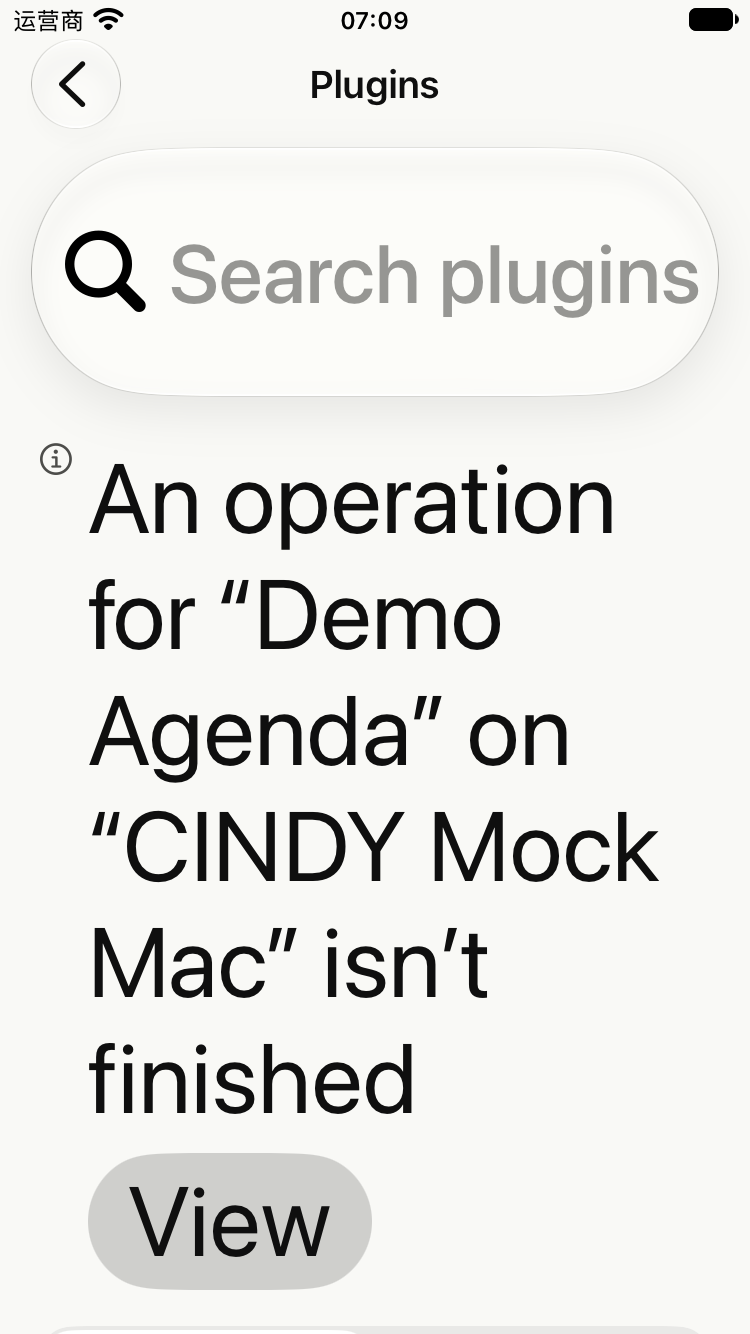 运营商
07:09
Plugins
Search plugins
An operation
for “Demo
Agenda” on
“CINDY Mock
Mac” isn’t
finished
View